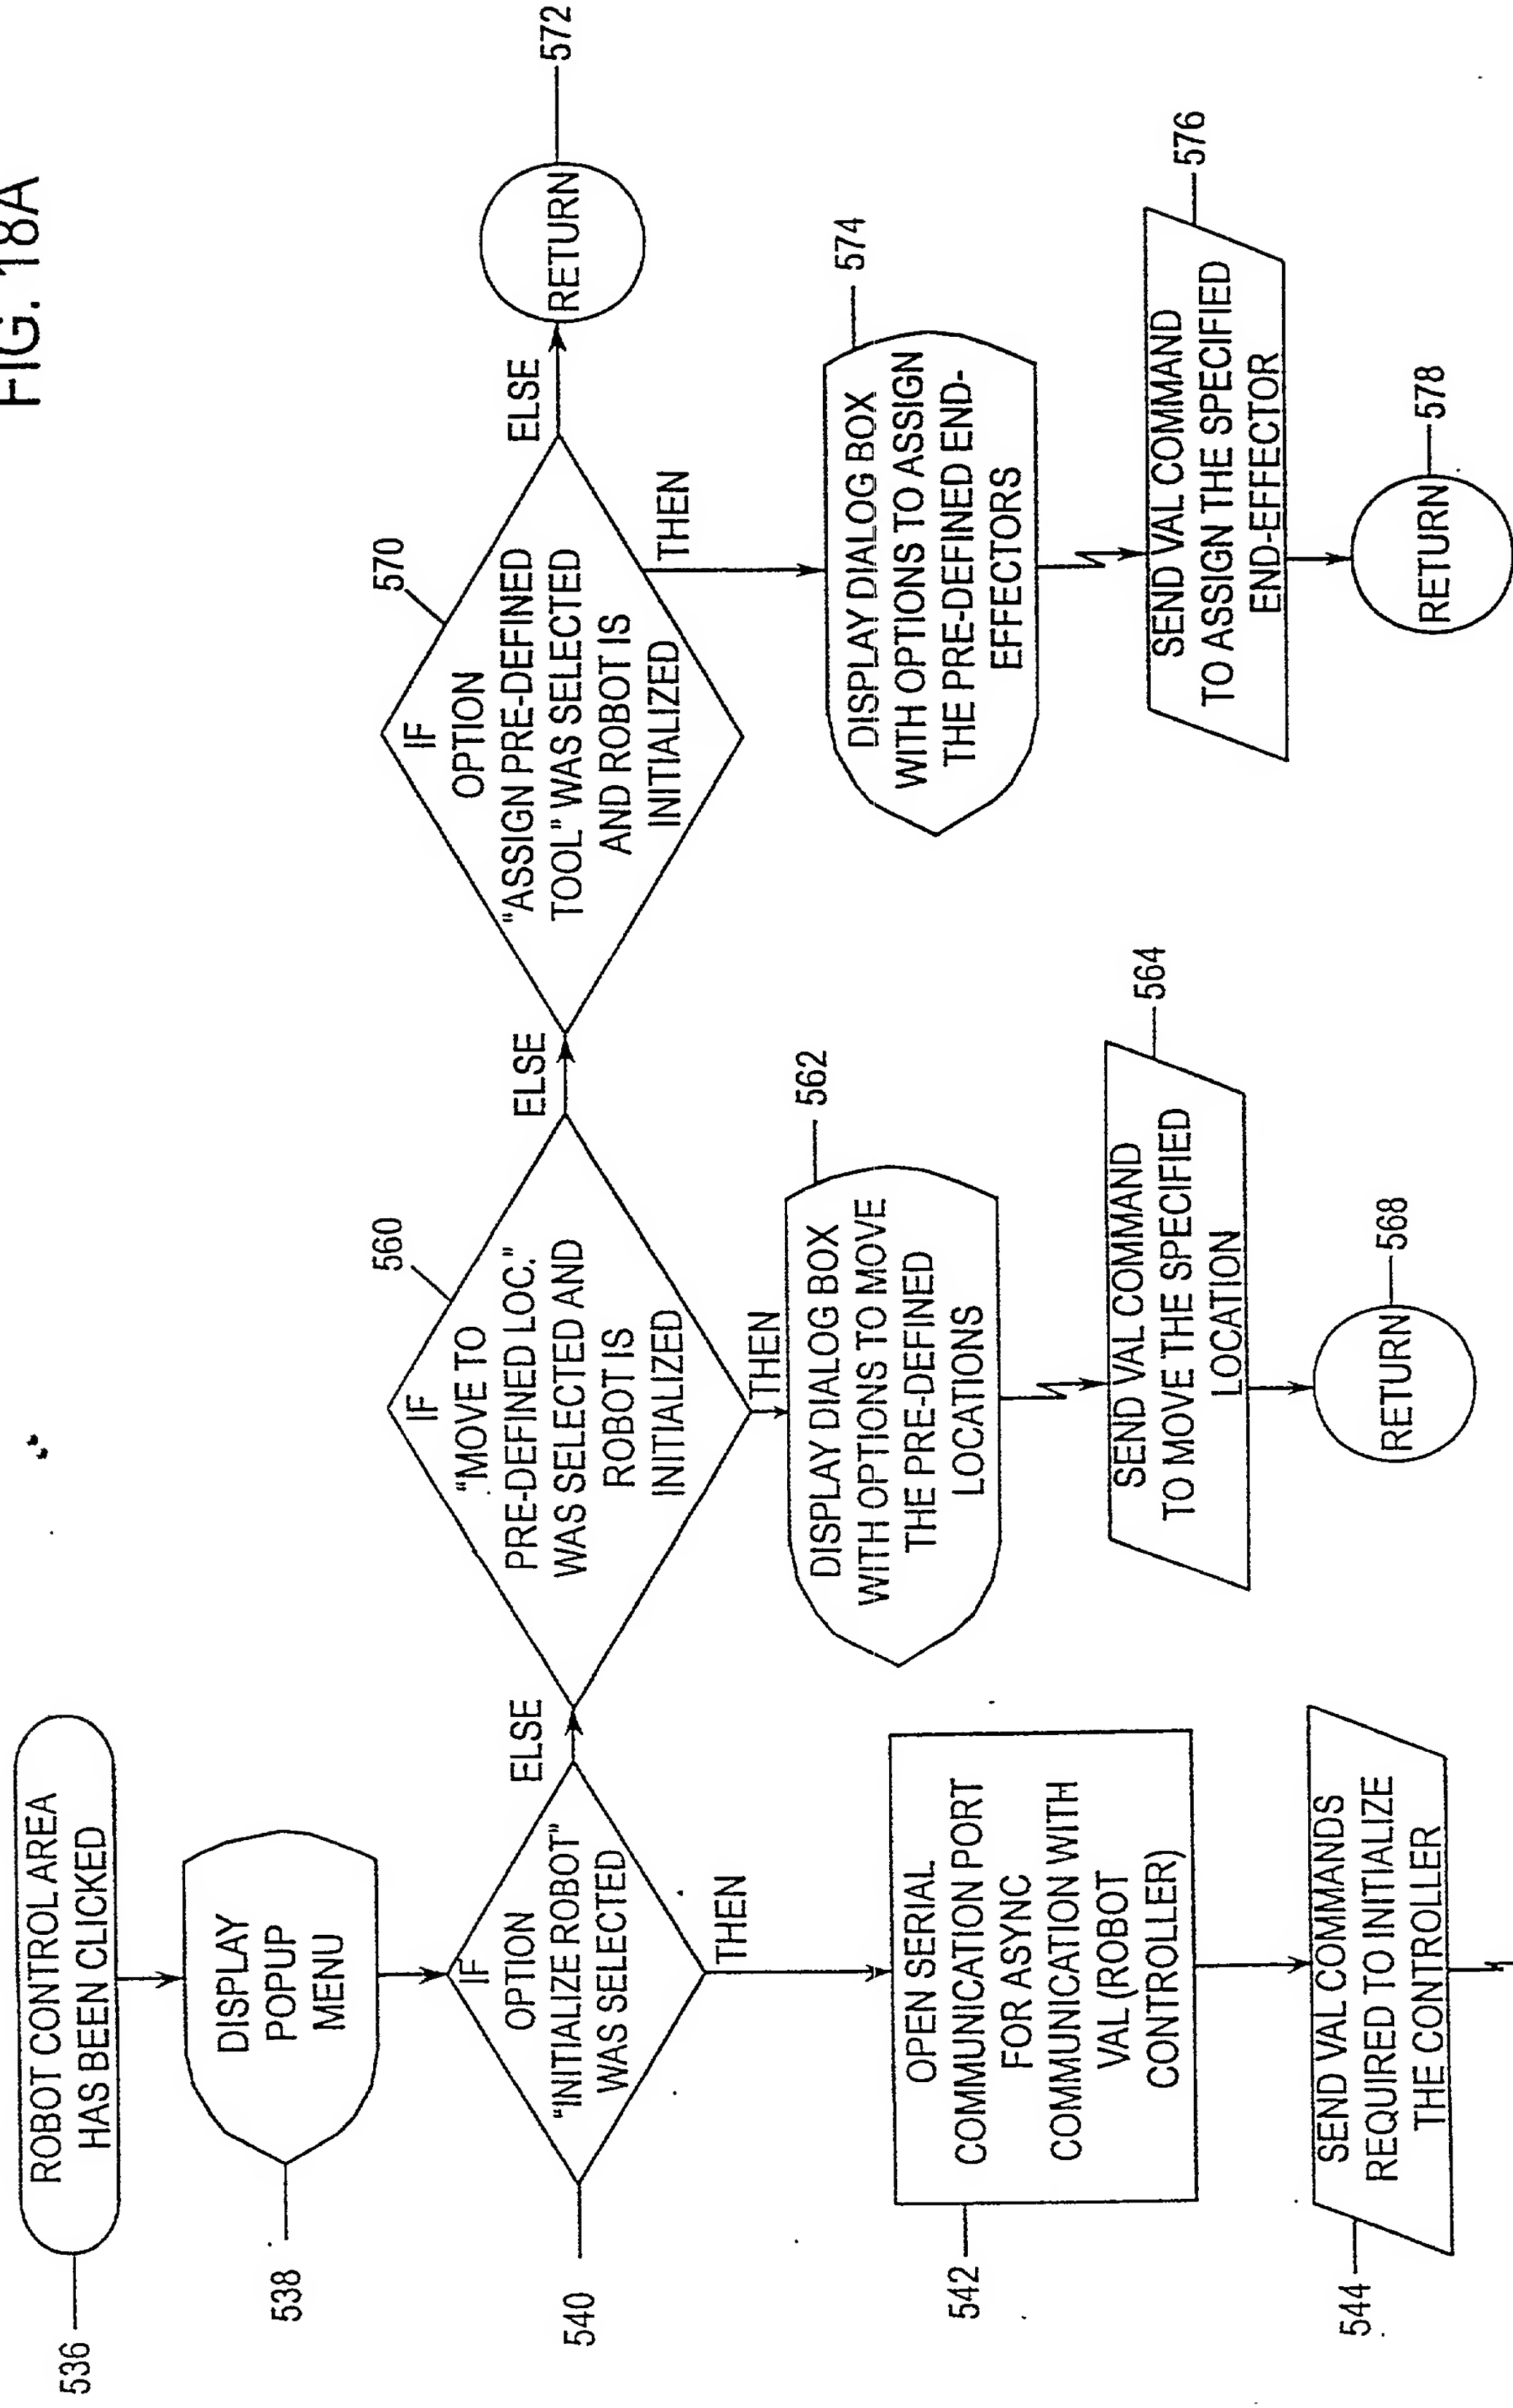 FIG. 18A
ROBOT CONTROL AREA
HAS BEEN CLICKED
536
DISPLAY
POPUP
MENU
538
IF
OPTION
"INITIALIZE ROBOT"
WAS SELECTED
540
ELSE
THEN
OPEN SERIAL
COMMUNICATION PORT
FOR ASYNC
COMMUNICATION WITH
VAL (ROBOT
CONTROLLER)
542
SEND VAL COMMANDS
REQUIRED TO INITIALIZE
THE CONTROLLER
544
IF
"MOVE TO
PRE-DEFINED LOC."
WAS SELECTED AND
ROBOT IS
INITIALIZED
560
ELSE
THEN
DISPLAY DIALOG BOX
WITH OPTIONS TO MOVE
THE PRE-DEFINED
LOCATIONS
562
SEND VAL COMMAND
TO MOVE THE SPECIFIED
LOCATION
564
RETURN
568
IF
OPTION
"ASSIGN PRE-DEFINED
TOOL" WAS SELECTED
AND ROBOT IS
INITIALIZED
570
ELSE
RETURN
572
THEN
DISPLAY DIALOG BOX
WITH OPTIONS TO ASSIGN
THE PRE-DEFINED END-
EFFECTORS
574
SEND VAL COMMAND
TO ASSIGN THE SPECIFIED
END-EFFECTOR
576
RETURN
578